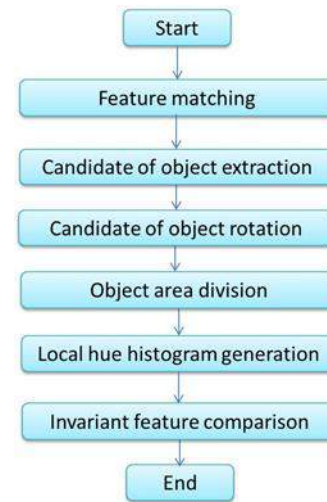 Start
Feature matching
Candidate of object extraction
Candidate of object rotation
Object area division
Local hue histogram generation
Invariant feature comparison
End